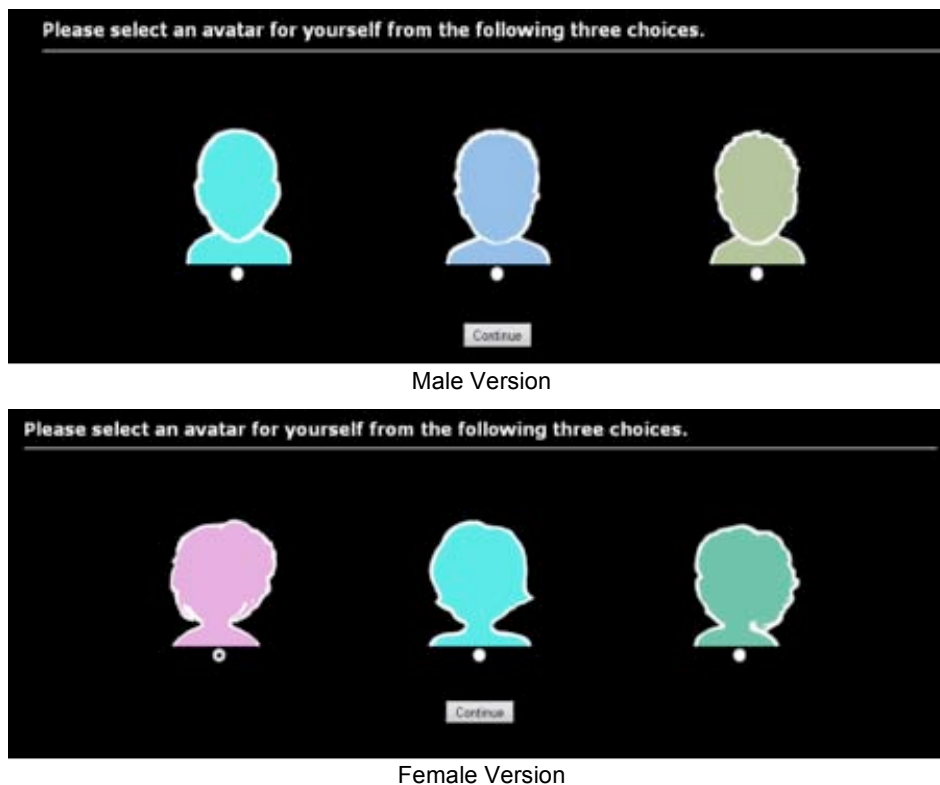 Please select an avatar for yourself from the following three choices.
Continue
Male Version
Please select an avatar for yourself from the following three choices.
Continue
Female Version